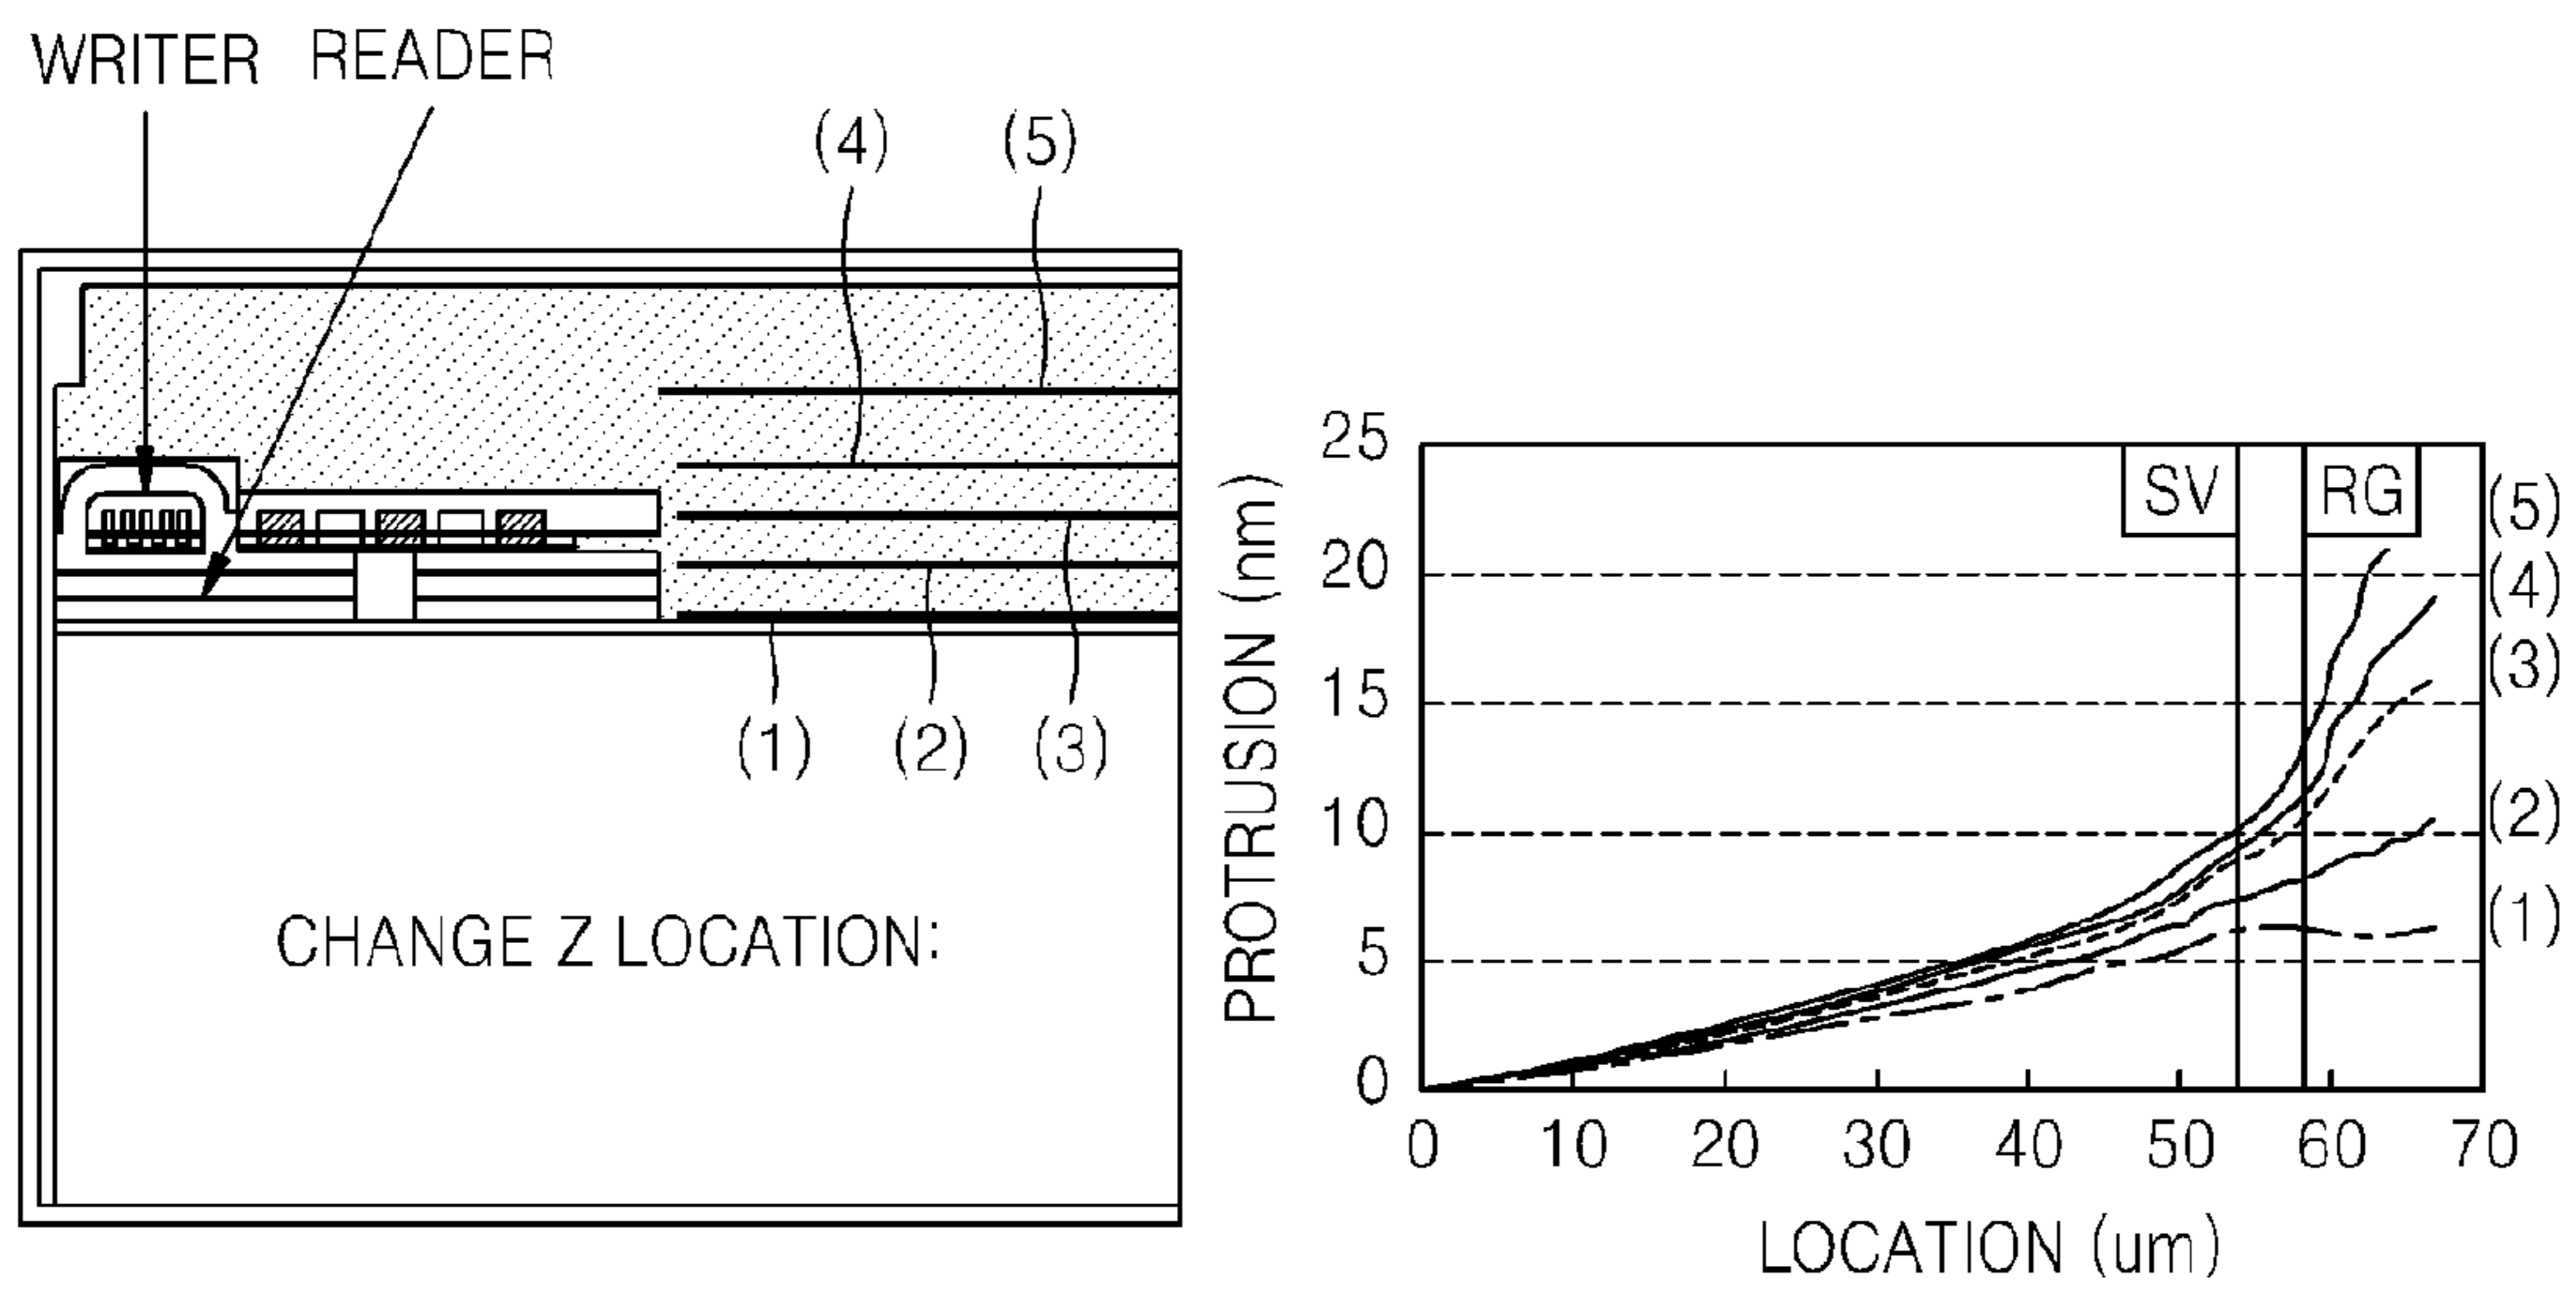 WRITER READER
(4) (5)
(1) (2) (3)
CHANGE Z LOCATION:
PROTRUSION (nm)
25
20
15
10
5
0
SV RG
(5)
(4)
(3)
(2)
(1)
0 10 20 30 40 50 60 70
LOCATION (um)